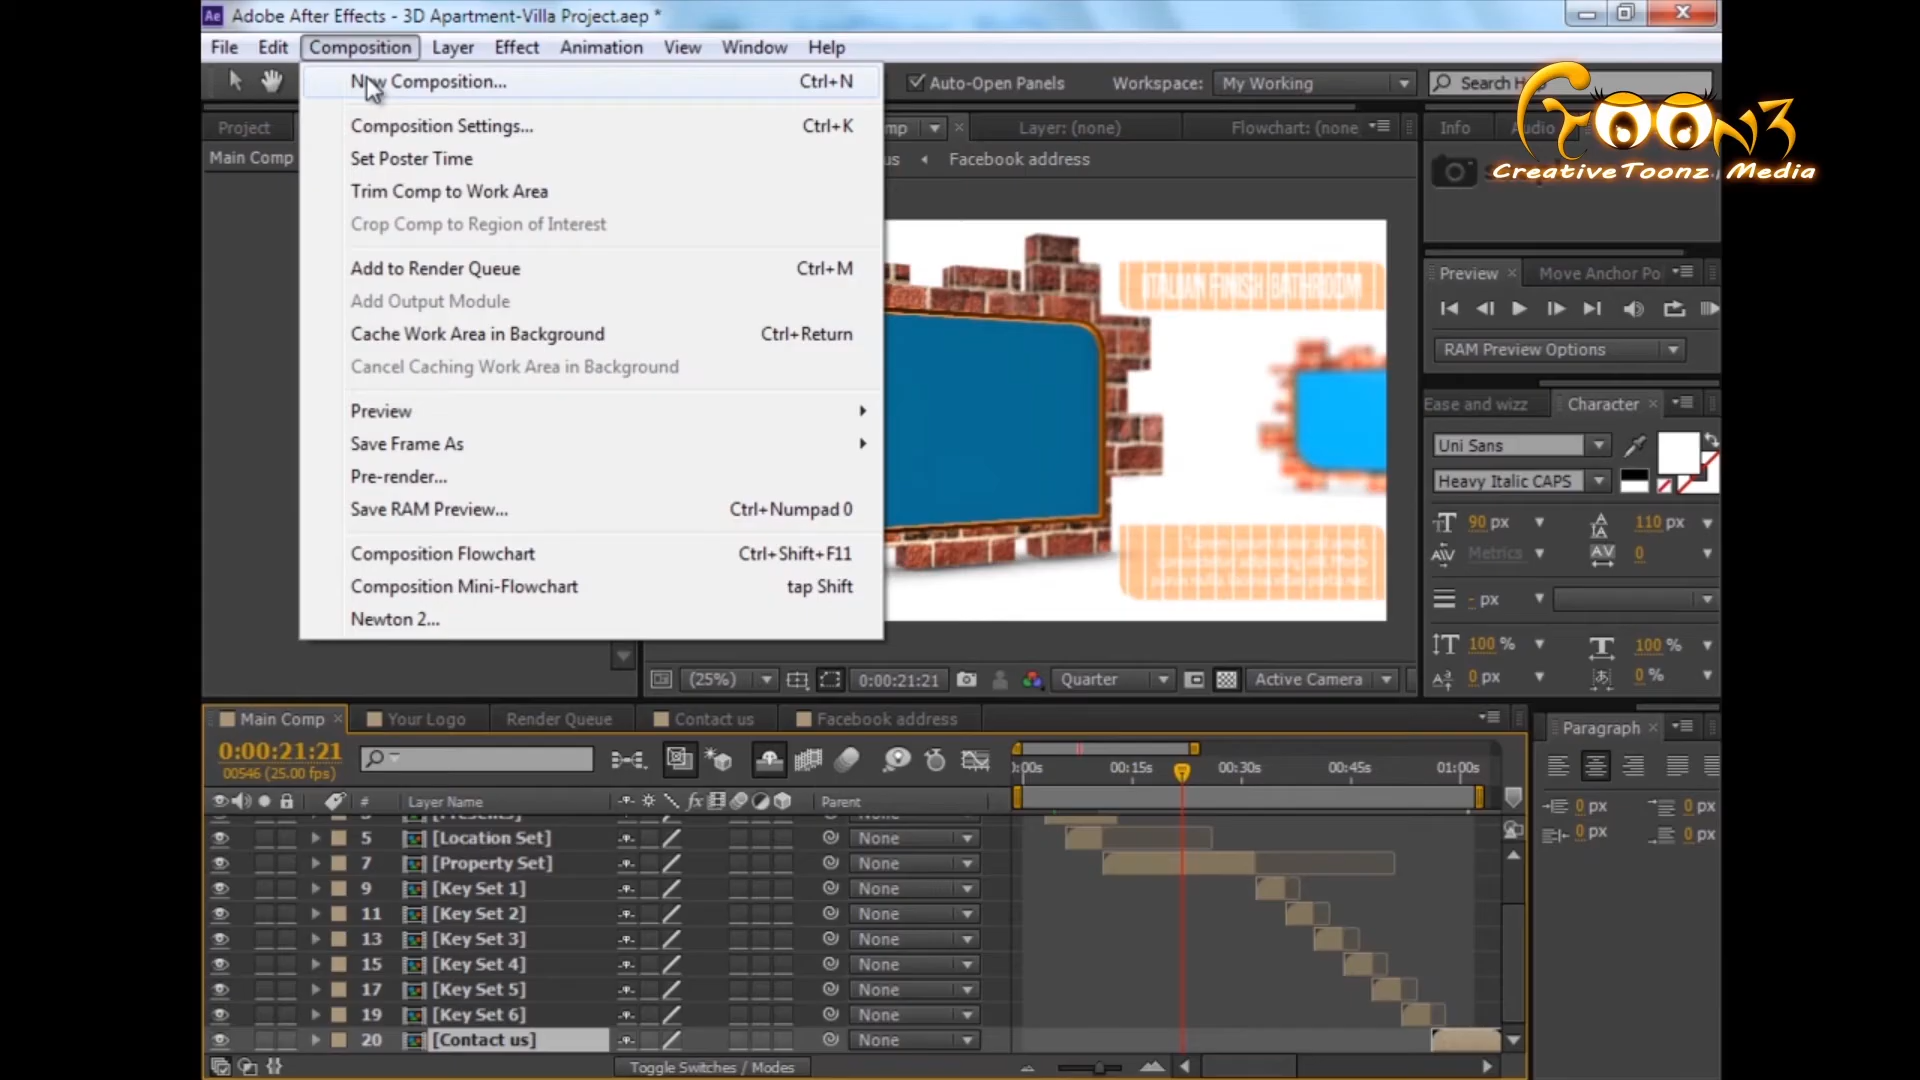 Ae Adobe After Effects - 3D Apartment-Villa Project.aep *
File Edit Composition Layer Effect Animation View Window Help
New Composition... Ctrl+N
Composition Settings... Ctrl+K
Set Poster Time
Trim Comp to Work Area
Crop Comp to Region of Interest
Add to Render Queue Ctrl+M
Add Output Module
Cache Work Area in Background Ctrl+Return
Cancel Caching Work Area in Background
Preview
Save Frame As
Pre-render...
Save RAM Preview... Ctrl+Numpad 0
Composition Flowchart Ctrl+Shift+F11
Composition Mini-Flowchart tap Shift
Newton 2...
Auto-Open Panels Workspace: My Working Search
CreativeToonz Media
Project
Main Comp
Layer: (none) Flowchart: (none
Facebook address
Info Audio
ITALIAN FINISH BATHROOM
Preview Move Anchor Po
RAM Preview Options
Ease and wizz Character
Uni Sans
Heavy Italic CAPS
90 px 110 px
Metrics 0
- px
100 % 100 %
0 px 0 %
(25%) 0:00:21:21 Quarter Active Camera
Main Comp Your Logo Render Queue Contact us Facebook address
0:00:21:21
00546 (25.00 fps)
:00s 00:15s 00:30s 00:45s 01:00s
# Layer Name fx Parent
5 [Location Set] None
7 [Property Set] None
9 [Key Set 1] None
11 [Key Set 2] None
13 [Key Set 3] None
15 [Key Set 4] None
17 [Key Set 5] None
19 [Key Set 6] None
20 [Contact us] None
Toggle Switches / Modes
Paragraph
0 px 0 px
0 px 0 px